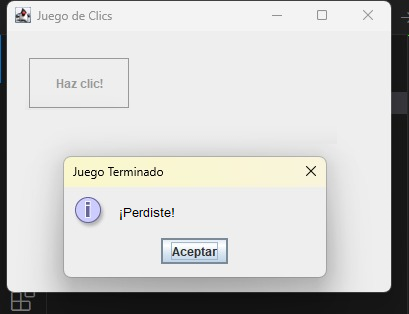 Juego de Clics
Haz clic!
Juego Terminado
¡Perdiste!
Aceptar